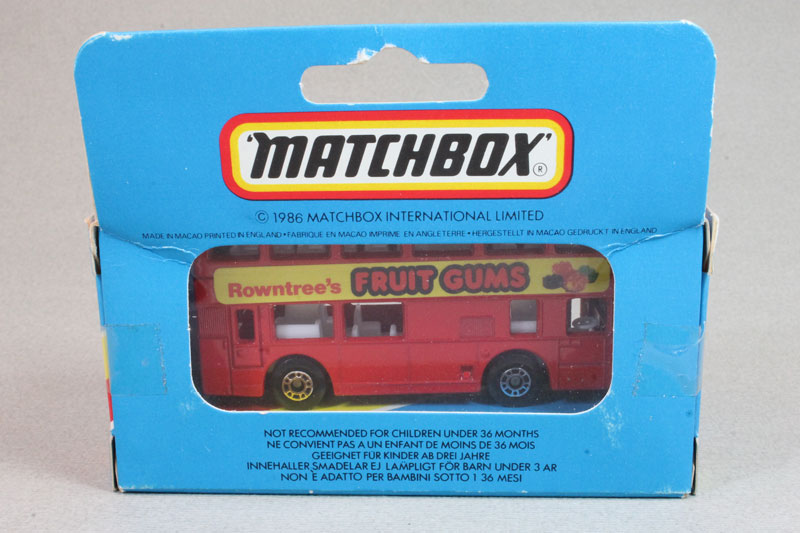 'MATCHBOX' ®
© 1986 MATCHBOX INTERNATIONAL LIMITED
MADE IN MACAO PRINTED IN ENGLAND • FABRIQUE EN MACAO IMPRIME EN ANGLETERRE • HERGESTELLT IN MACAO GEDRUCKT IN ENGLAND
Rowntree's FRUIT GUMS
NOT RECOMMENDED FOR CHILDREN UNDER 36 MONTHS
NE CONVIENT PAS A UN ENFANT DE MOINS DE 36 MOIS
GEEIGNET FÜR KINDER AB DREI JAHRE
INNEHALLER SMADELAR EJ LAMPLIGT FÖR BARN UNDER 3 AR
NON È ADATTO PER BAMBINI SOTTO 1 36 MESI